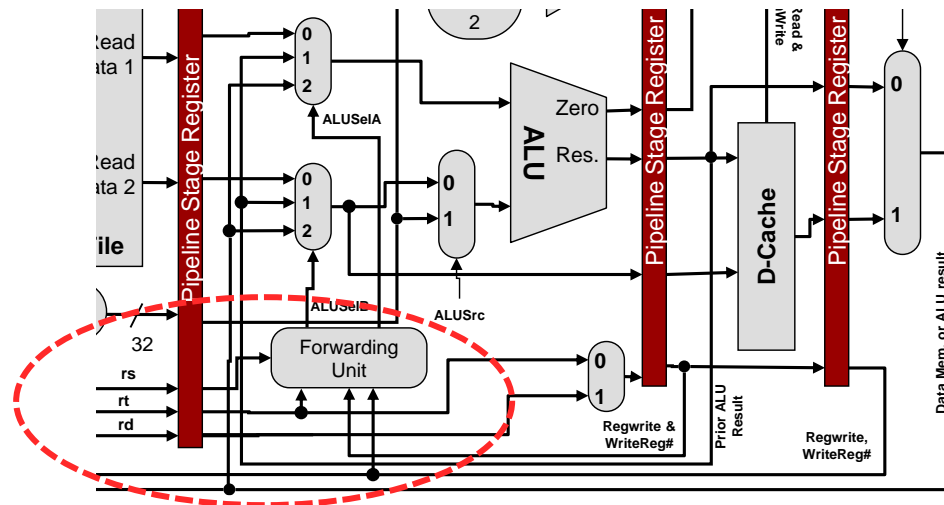 2
Read &
Write
Read
ata 1
0
1
2
ALUSelA
Zero
ALU
Res.
Pipeline Stage Register
Pipeline Stage Register
Pipeline Stage Register
0
1
Read
ata 2
0
1
2
0
1
D-Cache
File
ALUSelB
ALUSrc
32
Forwarding
Unit
rs
rt
rd
0
1
Regwrite &
WriteReg#
Prior ALU
Result
Regwrite,
WriteReg#
Data Mem. or ALU result